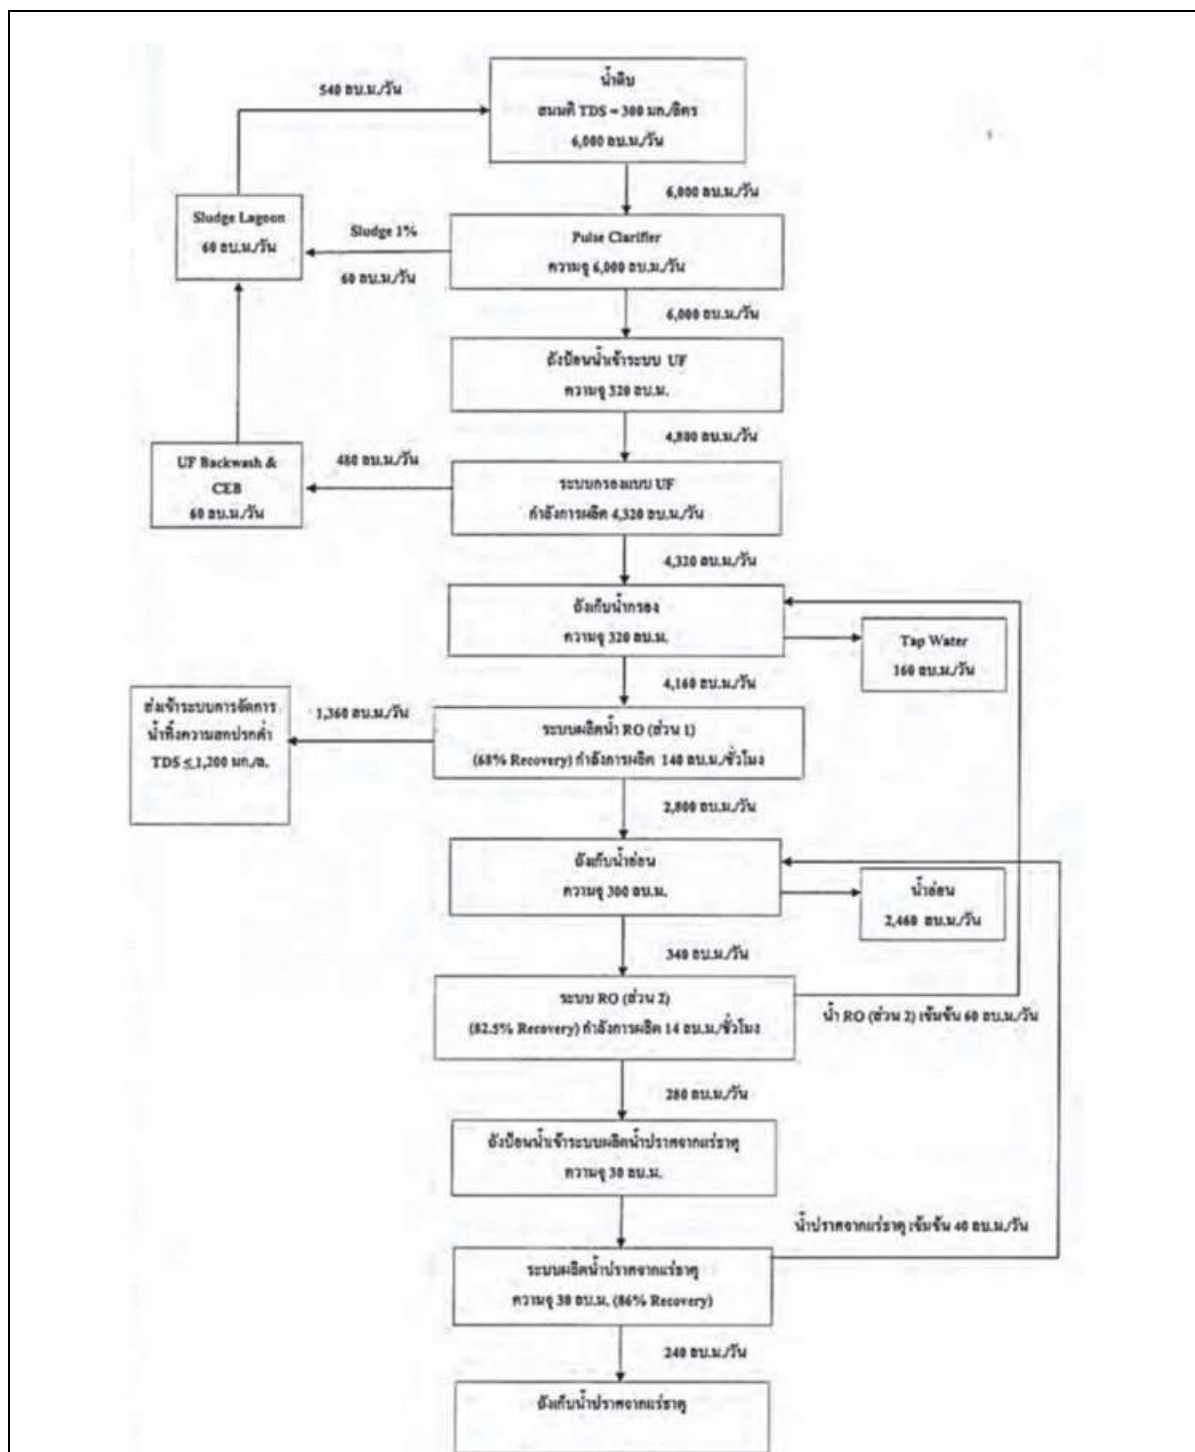 น้ำดิบ
สมมติ TDS = 300 มก./ลิตร
6,000 ลบ.ม./วัน
540 ลบ.ม./วัน
6,000 ลบ.ม./วัน
Sludge Lagoon
60 ลบ.ม./วัน
Sludge 1%
60 ลบ.ม./วัน
Pulse Clarifier
ความจุ 6,000 ลบ.ม./วัน
6,000 ลบ.ม./วัน
ถังป้อนน้ำเข้าระบบ UF
ความจุ 320 ลบ.ม.
4,800 ลบ.ม./วัน
UF Backwash &
CEB
60 ลบ.ม./วัน
480 ลบ.ม./วัน
ระบบกรองแบบ UF
กำลังการผลิต 4,320 ลบ.ม./วัน
4,320 ลบ.ม./วัน
ถังเก็บน้ำกรอง
ความจุ 320 ลบ.ม.
Tap Water
160 ลบ.ม./วัน
4,160 ลบ.ม./วัน
ส่งเข้าระบบการจัดการ
น้ำทิ้งความสกปรกต่ำ
TDS ≤ 1,200 มก./ล.
1,360 ลบ.ม./วัน
ระบบผลิตน้ำ RO (ส่วน 1)
(68% Recovery) กำลังการผลิต 140 ลบ.ม./ชั่วโมง
2,800 ลบ.ม./วัน
ถังเก็บน้ำอ่อน
ความจุ 300 ลบ.ม.
น้ำอ่อน
2,460 ลบ.ม./วัน
340 ลบ.ม./วัน
ระบบ RO (ส่วน 2)
(82.5% Recovery) กำลังการผลิต 14 ลบ.ม./ชั่วโมง
น้ำ RO (ส่วน 2) เข้มข้น 60 ลบ.ม./วัน
280 ลบ.ม./วัน
ถังป้อนน้ำเข้าระบบผลิตน้ำปราศจากแร่ธาตุ
ความจุ 30 ลบ.ม.
น้ำปราศจากแร่ธาตุ เข้มข้น 40 ลบ.ม./วัน
ระบบผลิตน้ำปราศจากแร่ธาตุ
ความจุ 30 ลบ.ม. (86% Recovery)
240 ลบ.ม./วัน
ถังเก็บน้ำปราศจากแร่ธาตุ